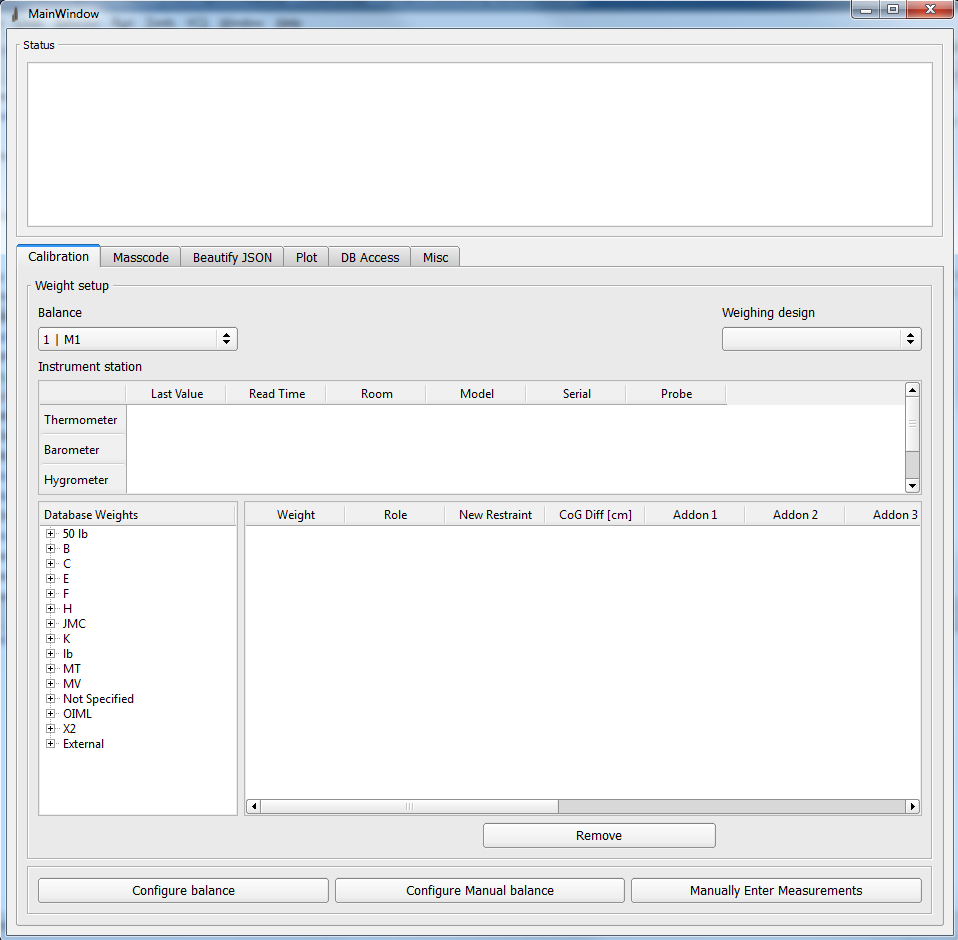 MainWindow
Status
Calibration Masscode Beautify JSON Plot DB Access Misc
Weight setup
Balance Weighing design
1 | M1
Instrument station
Last Value Read Time Room Model Serial Probe
Thermometer
Barometer
Hygrometer
Database Weights Weight Role New Restraint CoG Diff [cm] Addon 1 Addon 2 Addon 3
50 lb
B
C
E
F
H
JMC
K
lb
MT
MV
Not Specified
OIML
X2
External
Remove
Configure balance Configure Manual balance Manually Enter Measurements